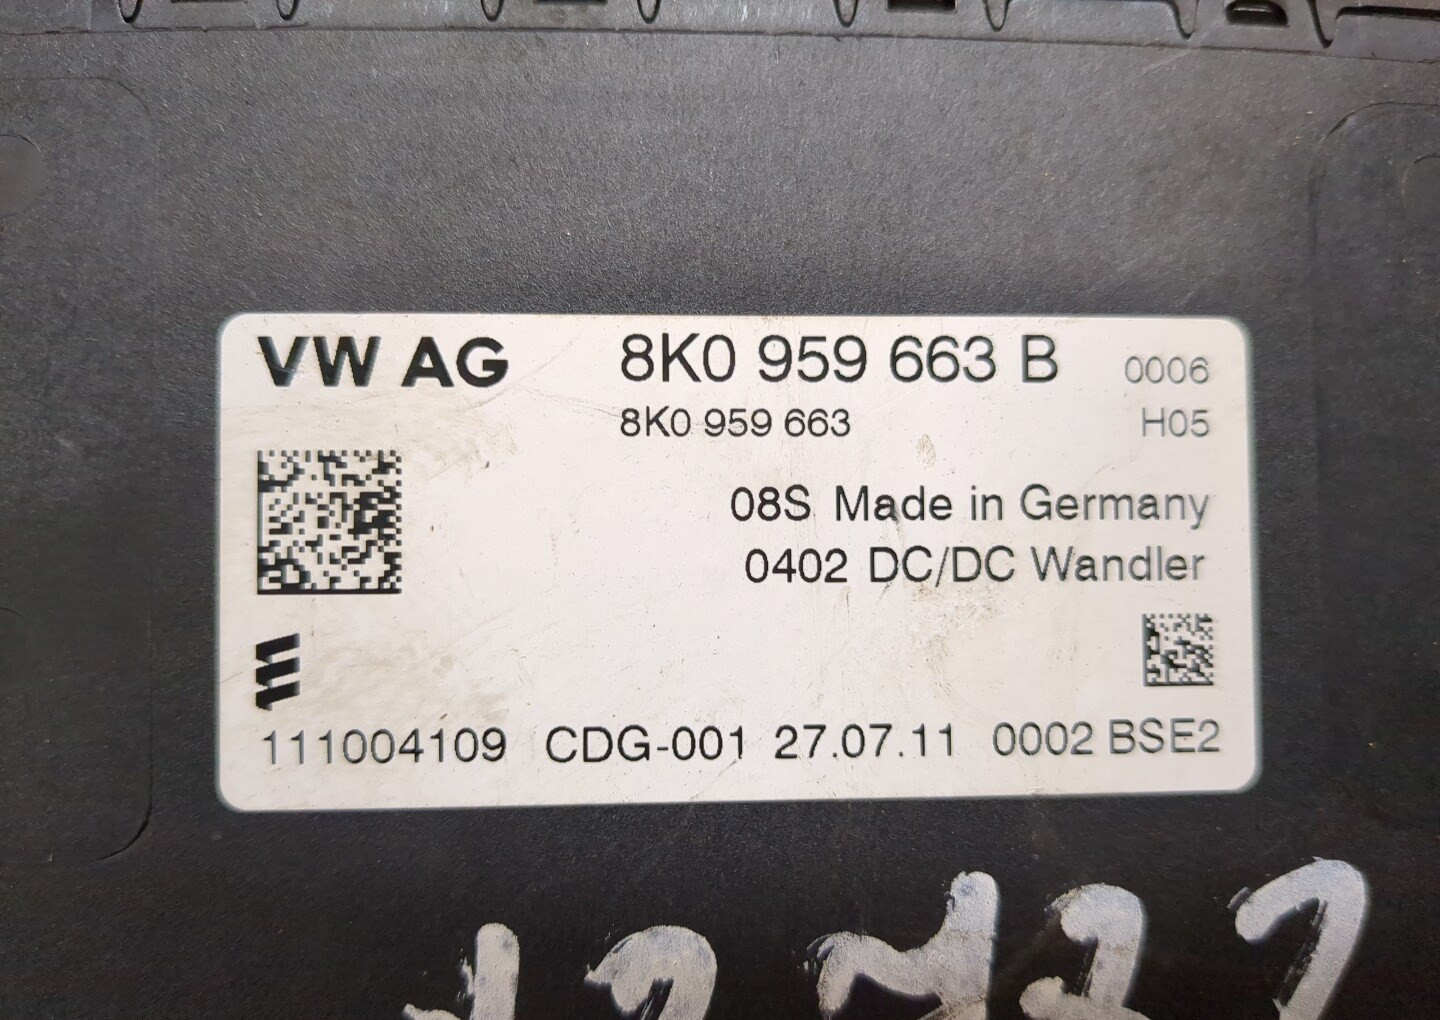 VW AG 8K0 959 663 B 0006
8K0 959 663 H05
08S Made in Germany
0402 DC/DC Wandler
111004109 CDG-001 27.07.11 0002 BSE2